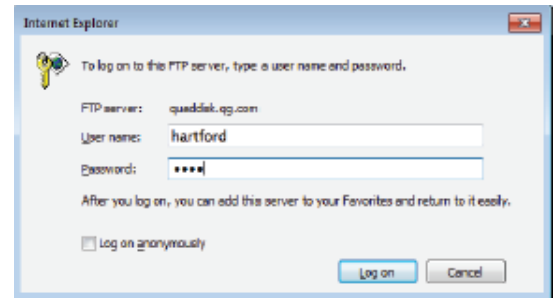 Internet Explorer
To log on to this FTP server, type a user name and password.
FTP server: quaddisk.qg.com
User name: hartford
Password: ••••
After you log on, you can add this server to your Favorites and return to it easily.
Log on anonymously
Log on Cancel